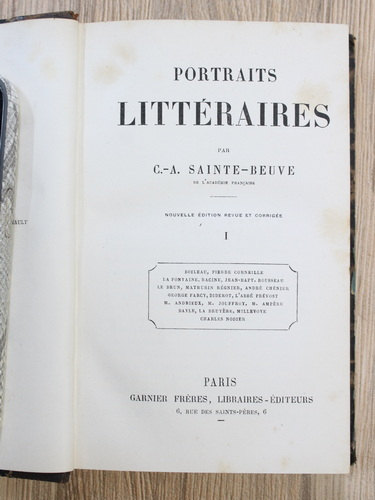 PORTRAITS
LITTÉRAIRES
PAR
C.-A. SAINTE-BEUVE
DE L'ACADÉMIE FRANÇAISE
NOUVELLE ÉDITION REVUE ET CORRIGÉE
I
BOILEAU, PIERRE CORNEILLE
LA FONTAINE, RACINE, JEAN-BAPT. ROUSSEAU
LE BRUN, MATHURIN RÉGNIER, ANDRÉ CHÉNIER
GEORGE FARCY, DIDEROT, L'ABBÉ PRÉVOST
M. ANDRIEUX, M. JOUFFROY, M. AMPÈRE
BAYLE, LA BRUYÈRE, MILLEVOYE
CHARLES NODIER
PARIS
GARNIER FRÈRES, LIBRAIRES-ÉDITEURS
6, RUE DES SAINTS-PÈRES, 6